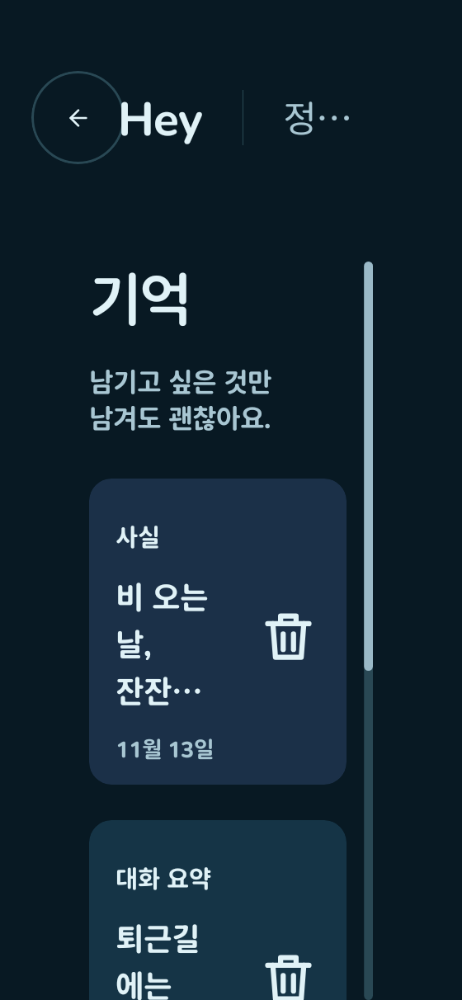 Hey
정…
기억
남기고 싶은 것만
남겨도 괜찮아요.
사실
비 오는
날,
잔잔…
11월 13일
대화 요약
퇴근길
에는